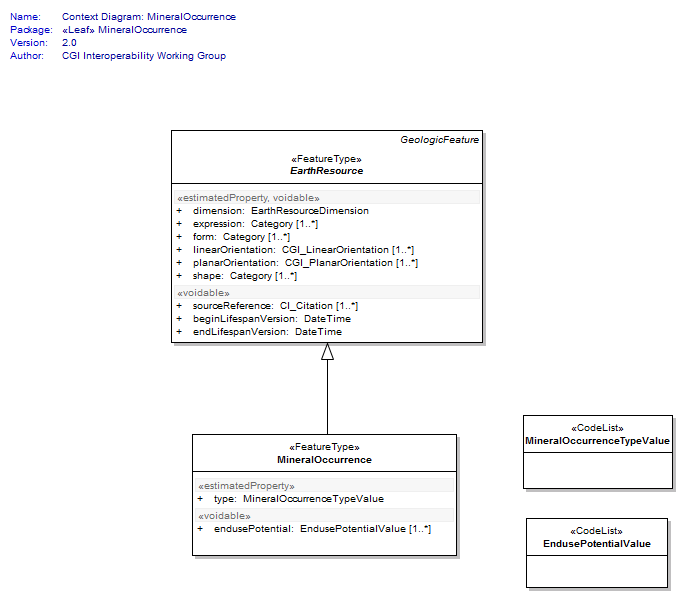 Name: Context Diagram: MineralOccurrence
Package: «Leaf» MineralOccurrence
Version: 2.0
Author: CGI Interoperability Working Group
GeologicFeature
«FeatureType»
EarthResource
«estimatedProperty, voidable»
+ dimension: EarthResourceDimension
+ expression: Category [1..*]
+ form: Category [1..*]
+ linearOrientation: CGI_LinearOrientation [1..*]
+ planarOrientation: CGI_PlanarOrientation [1..*]
+ shape: Category [1..*]
«voidable»
+ sourceReference: CI_Citation [1..*]
+ beginLifespanVersion: DateTime
+ endLifespanVersion: DateTime
«FeatureType»
MineralOccurrence
«estimatedProperty»
+ type: MineralOccurrenceTypeValue
«voidable»
+ endusePotential: EndusePotentialValue [1..*]
«CodeList»
MineralOccurrenceTypeValue
«CodeList»
EndusePotentialValue